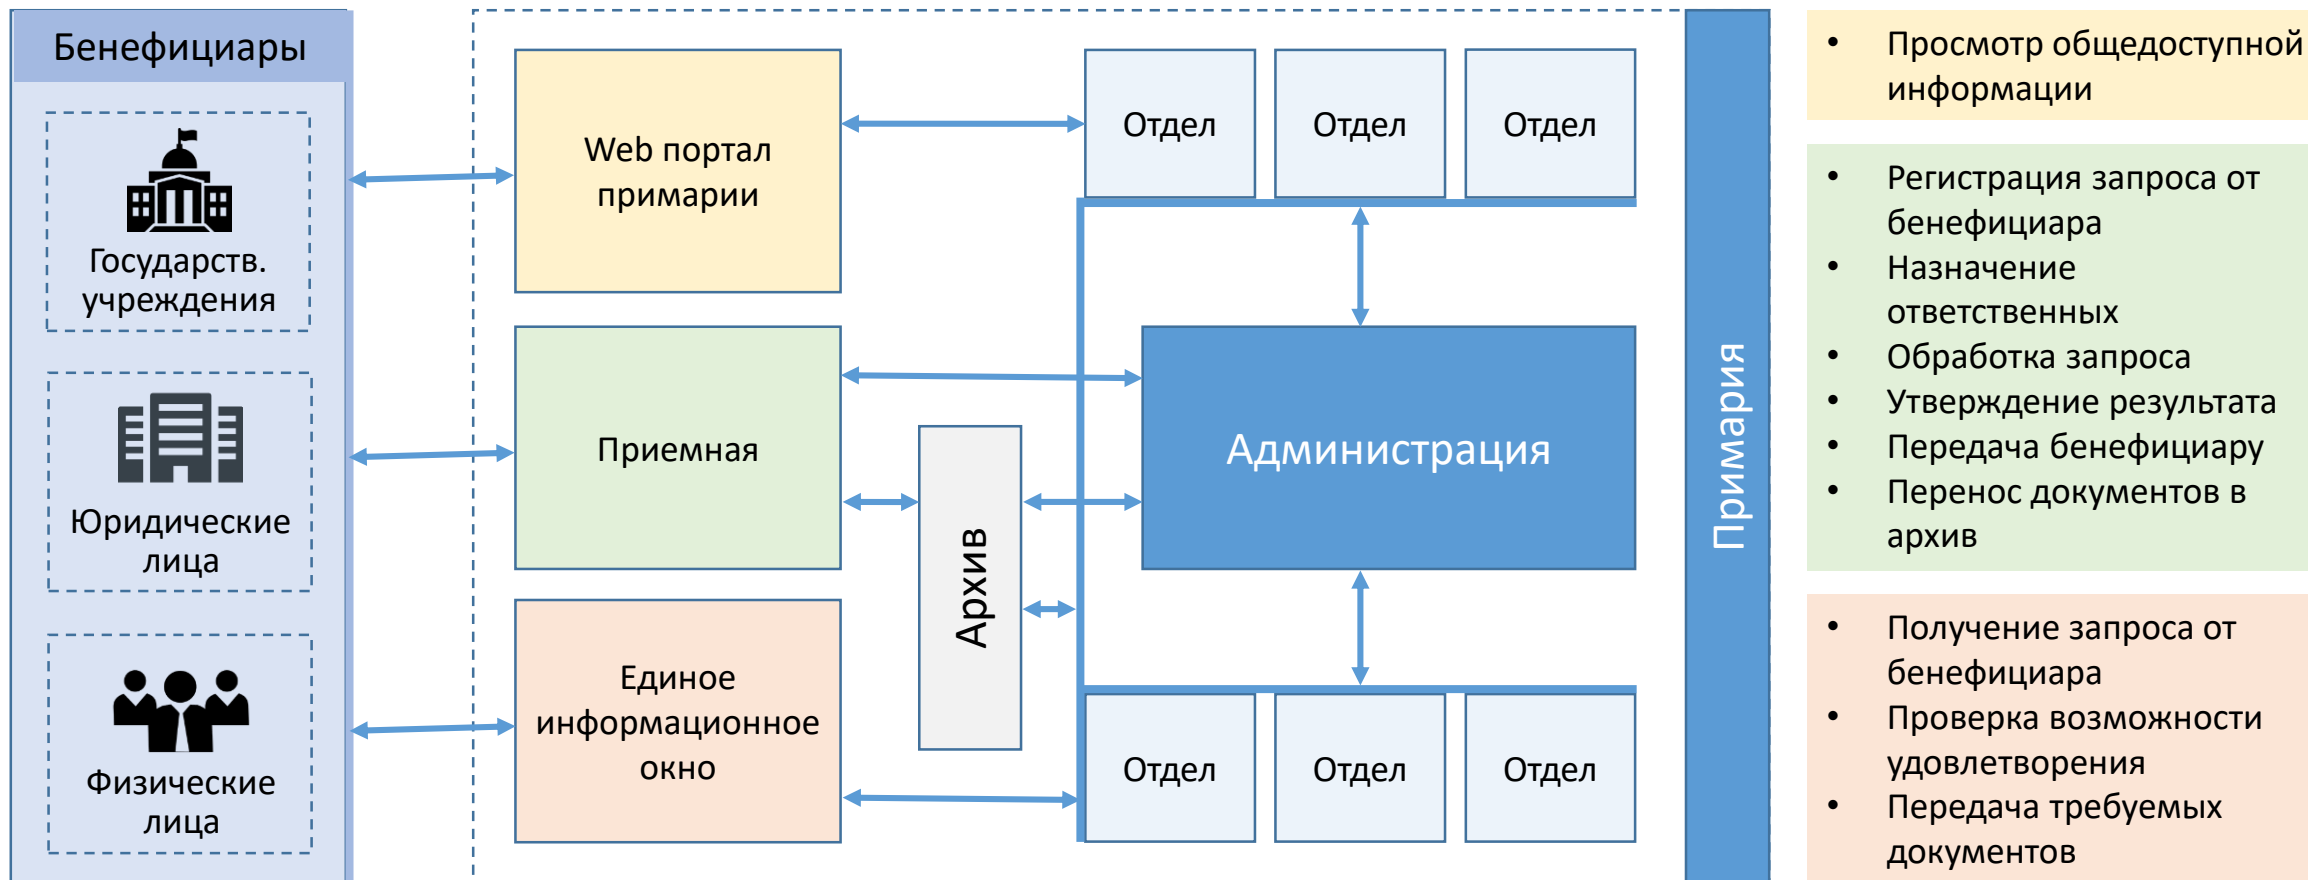 Бенефициары
Государств.
учреждения
Юридические
лица
Физические
лица
Web портал
примарии
Приемная
Единое
информационное
окно
Архив
Отдел
Отдел
Отдел
Администрация
Отдел
Отдел
Отдел
Примария
• Просмотр общедоступной
информации
• Регистрация запроса от
бенефициара
• Назначение
ответственных
• Обработка запроса
• Утверждение результата
• Передача бенефициару
• Перенос документов в
архив
• Получение запроса от
бенефициара
• Проверка возможности
удовлетворения
• Передача требуемых
документов